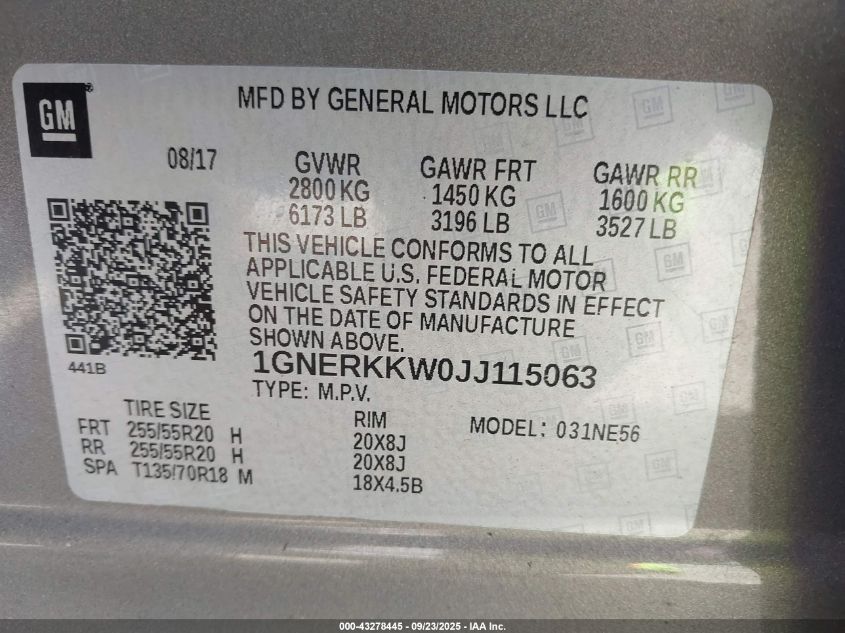 GM
MFD BY GENERAL MOTORS LLC
08/17
GVWR GAWR FRT GAWR RR
2800 KG 1450 KG 1600 KG
6173 LB 3196 LB 3527 LB
THIS VEHICLE CONFORMS TO ALL
APPLICABLE U.S. FEDERAL MOTOR
VEHICLE SAFETY STANDARDS IN EFFECT
ON THE DATE OF MANUFACTURE
SHOWN ABOVE.
441B
1GNERKKW0JJ115063
TYPE: M.P.V.
TIRE SIZE RIM MODEL: 031NE56
FRT 255/55R20 H 20X8J
RR 255/55R20 H 20X8J
SPA T135/70R18 M 18X4.5B
000-43278445 - 09/23/2025 - IAA Inc.